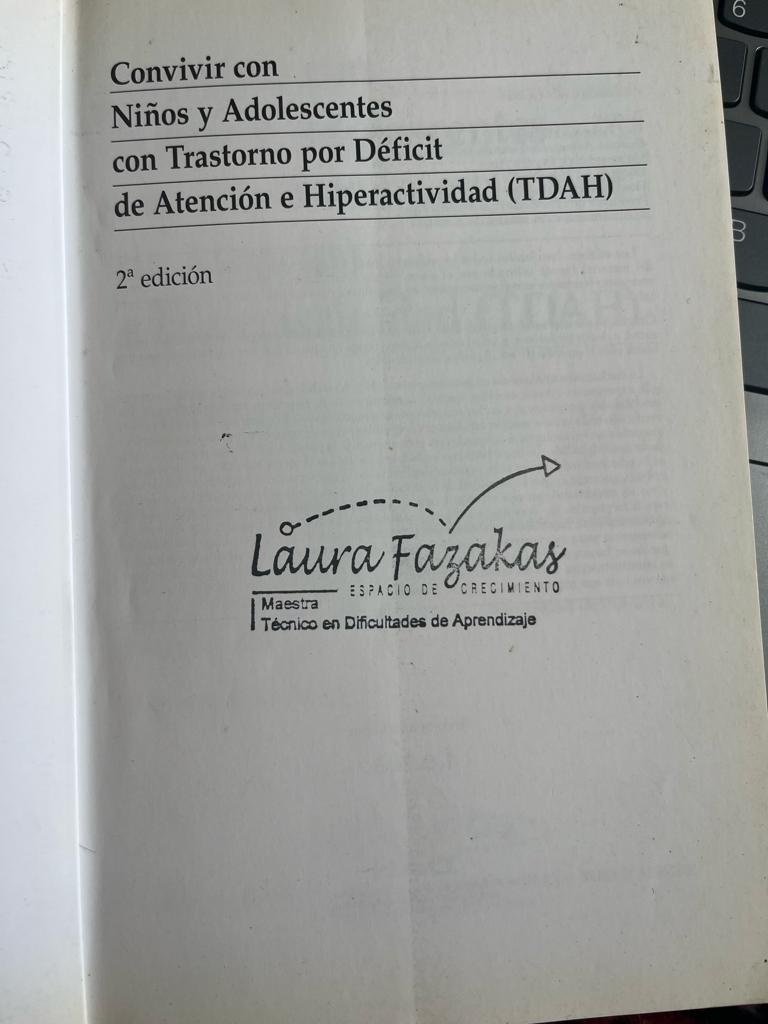 Convivir con
Niños y Adolescentes
con Trastorno por Déficit
de Atención e Hiperactividad (TDAH)
2ª edición
Laura Fazakas
ESPACIO DE CRECIMIENTO
Maestra
Técnico en Dificultades de Aprendizaje
6
B